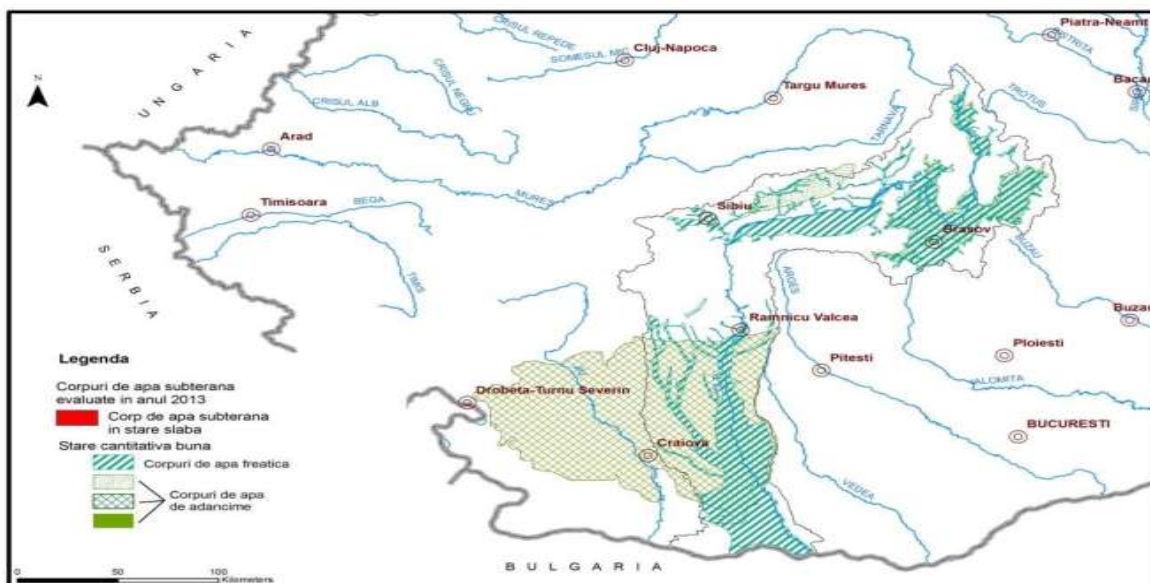 Piatra-Neamt
BISTRITA
CRISUL REPEDE
Cluj-Napoca
SOMESUL MIC
N
UNGARIA
CRISUL NEGRU
Targu Mures
TROTUS
CRISUL ALB
TARNAVA
Arad
MURES
Timisoara
BEGA
Sibiu
Brasov
BUZAU
SERBIA
TIMIS
ARGES
Ramnicu Valcea
Ploiesti
Pitesti
IALOMITA
Drobeta-Turnu Severin
BUCURESTI
Craiova
VEDEA
Legenda
Corpuri de apa subterana
evaluate in anul 2013
Corp de apa subterana
in stare slaba
Stare cantitativa buna
Corpuri de apa freatica
Corpuri de apa
de adancime
0 50 100
Kilometers
BULGARIA